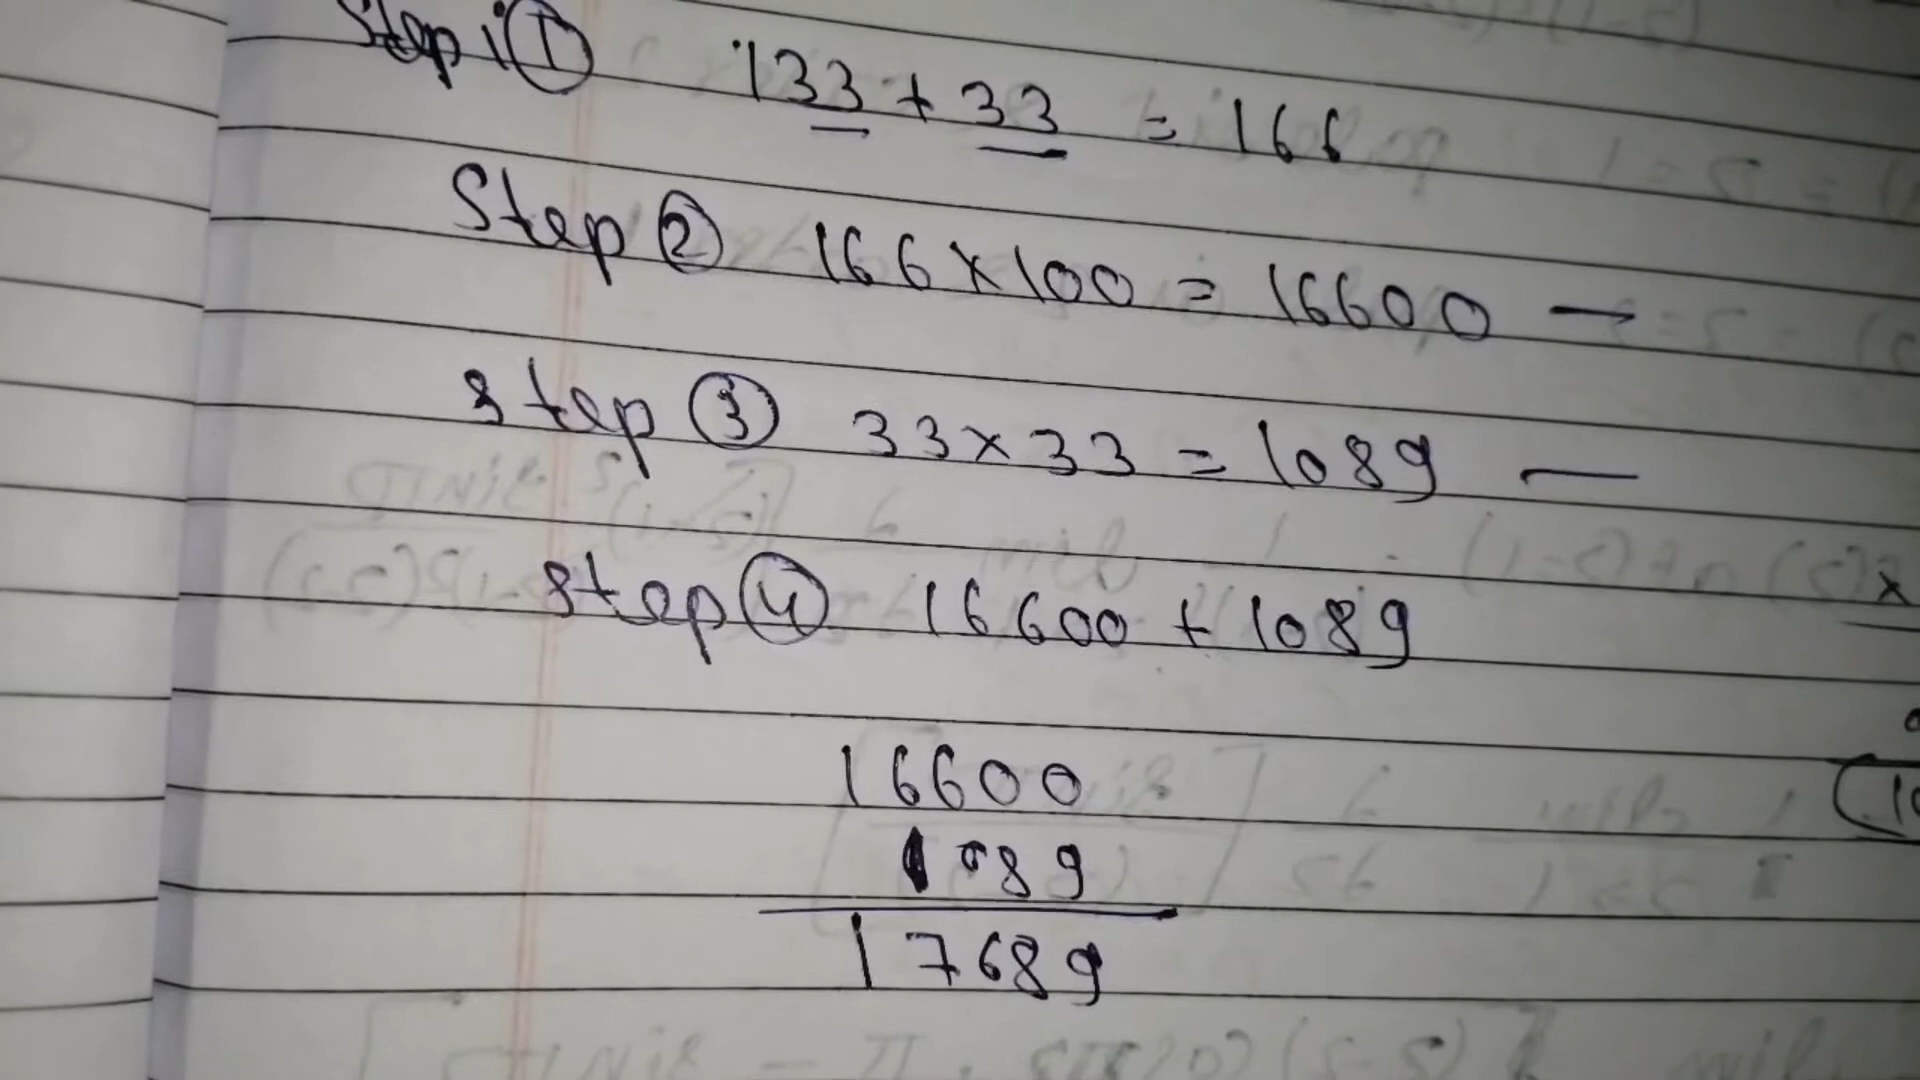 Step ① 133 + 33 = 166
Step ② 166 × 100 = 16600 —
Step ③ 33 × 33 = 1089 —
Step ④ 16600 + 1089
16600
1089
17689